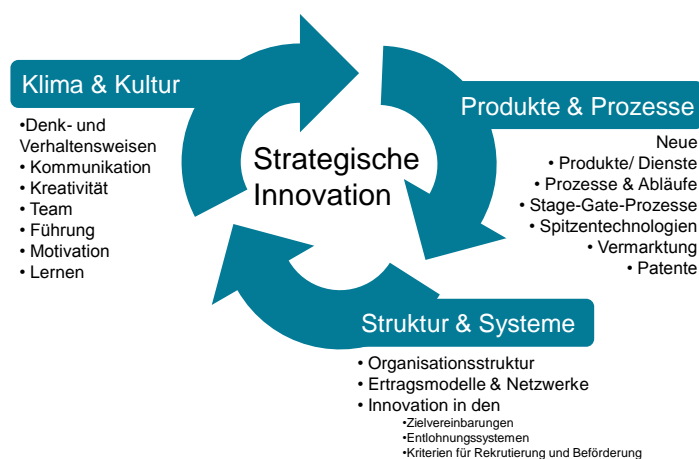 Klima & Kultur
•Denk- und
Verhaltensweisen
• Kommunikation
• Kreativität
• Team
• Führung
• Motivation
• Lernen
Strategische
Innovation
Produkte & Prozesse
Neue
• Produkte/ Dienste
• Prozesse & Abläufe
• Stage-Gate-Prozesse
• Spitzentechnologien
• Vermarktung
• Patente
Struktur & Systeme
• Organisationsstruktur
• Ertragsmodelle & Netzwerke
• Innovation in den
•Zielvereinbarungen
•Entlohnungssystemen
•Kriterien für Rekrutierung und Beförderung